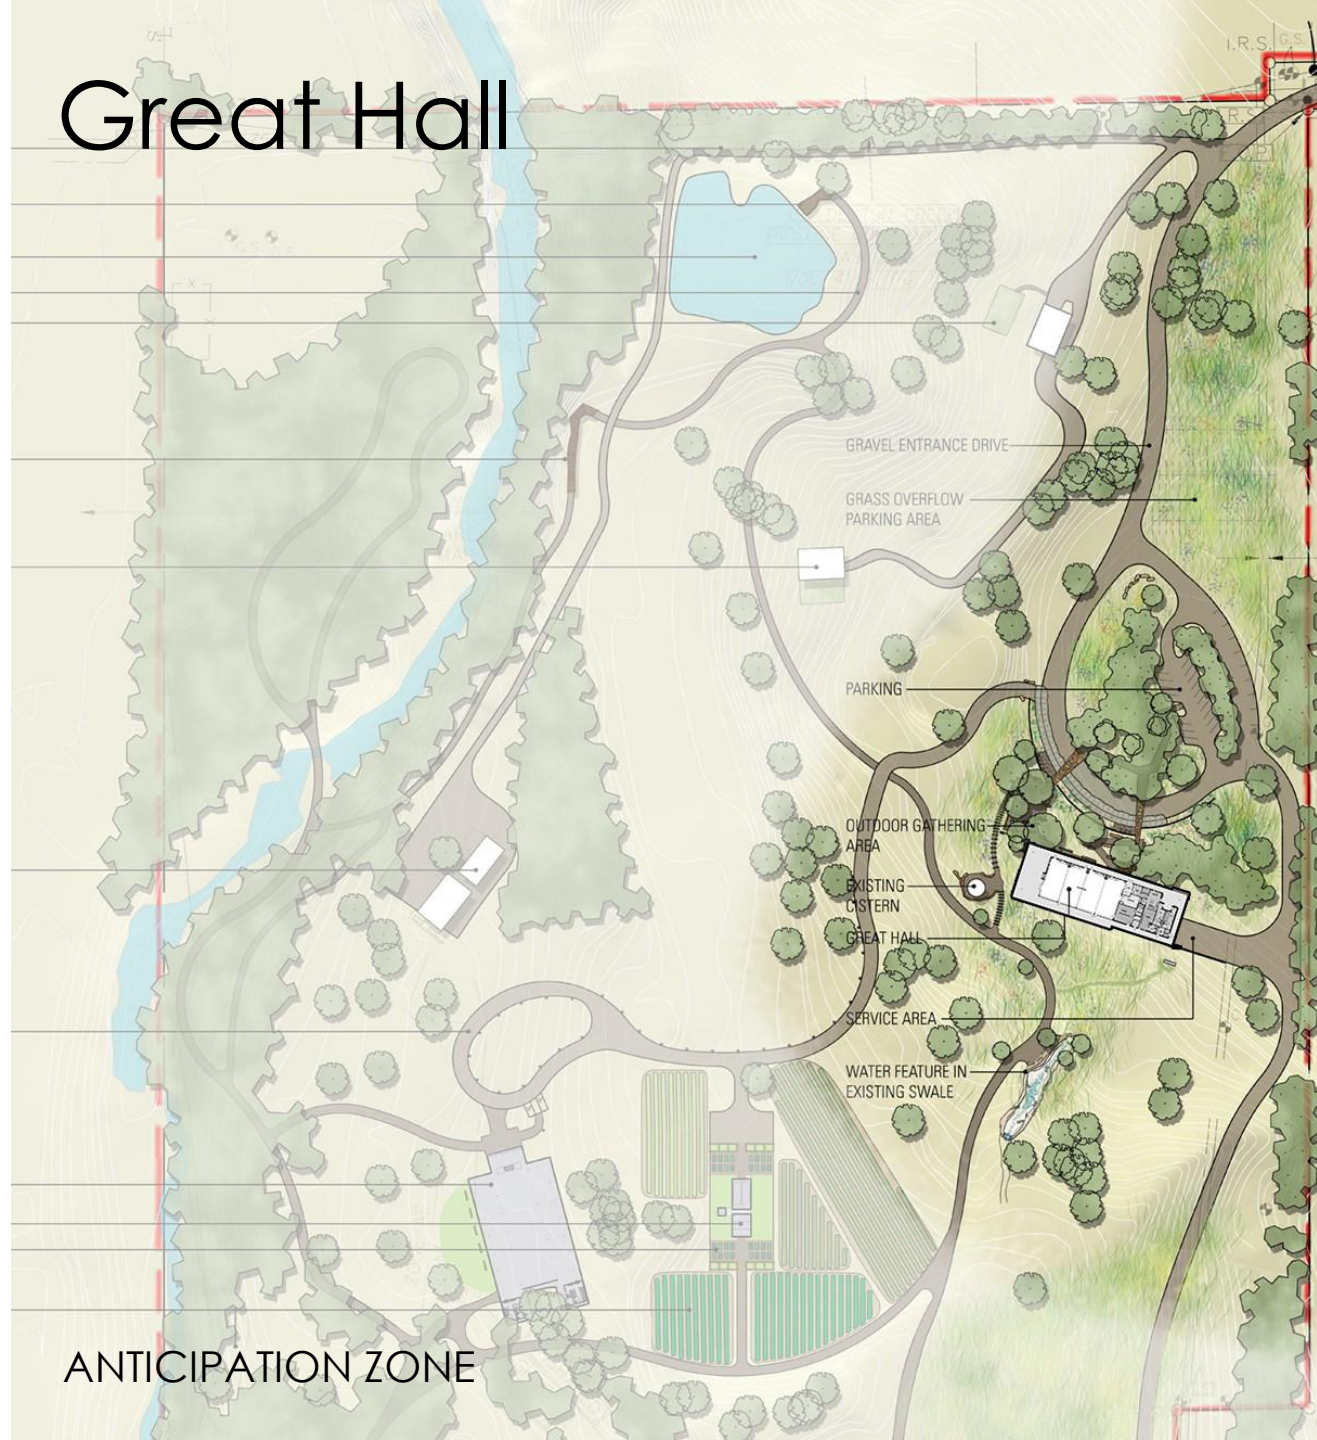 Great Hall
I.R.S.
G.S.
GRAVEL ENTRANCE DRIVE
GRASS OVERFLOW
PARKING AREA
PARKING
OUTDOOR GATHERING
AREA
EXISTING
CISTERN
GREAT HALL
SERVICE AREA
WATER FEATURE IN
EXISTING SWALE
ANTICIPATION ZONE